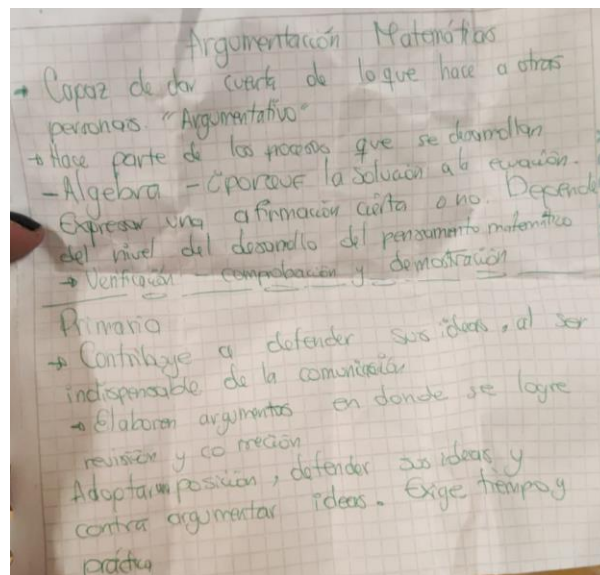 Argumentación Matemáticas
→ Capaz de dar cuenta de lo que hace a otras
personas. "Argumentativo"
→ Hace parte de los procesos que se desarrollan
- Algebra - ¿porque la solución a la ecuación.
Expresar una afirmación cierta o no. Depende
del nivel del desarrollo del pensamiento matemático
→ Verificación - comprobación y demostración
Primaria
→ Contribuye a defender sus ideas, al ser
indispensable de la comunicación
→ Elaboren argumentos en donde se logre
revisión y correción
Adoptar posición, defender sus ideas y
contra argumentar ideas. Exige tiempo y
práctica